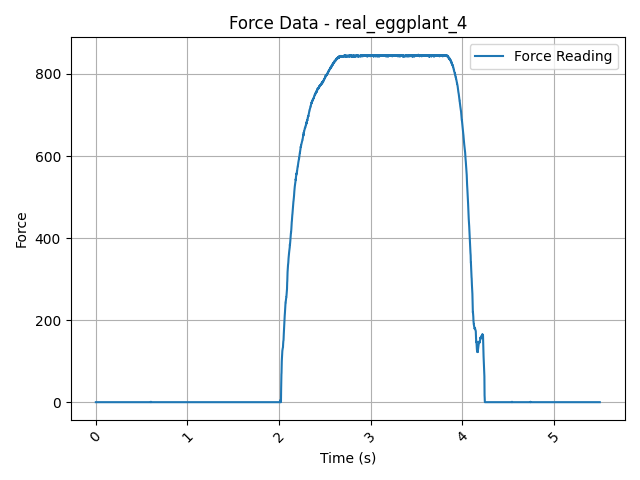 Force Data - real_eggplant_4
Force Reading
Force
800
600
400
200
0
0 1 2 3 4 5
Time (s)